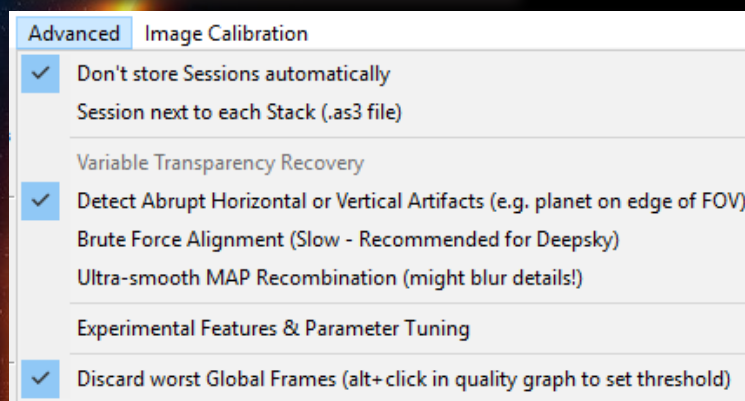 Advanced Image Calibration
Don't store Sessions automatically
Session next to each Stack (.as3 file)
Variable Transparency Recovery
Detect Abrupt Horizontal or Vertical Artifacts (e.g. planet on edge of FOV)
Brute Force Alignment (Slow - Recommended for Deepsky)
Ultra-smooth MAP Recombination (might blur details!)
Experimental Features & Parameter Tuning
Discard worst Global Frames (alt+click in quality graph to set threshold)